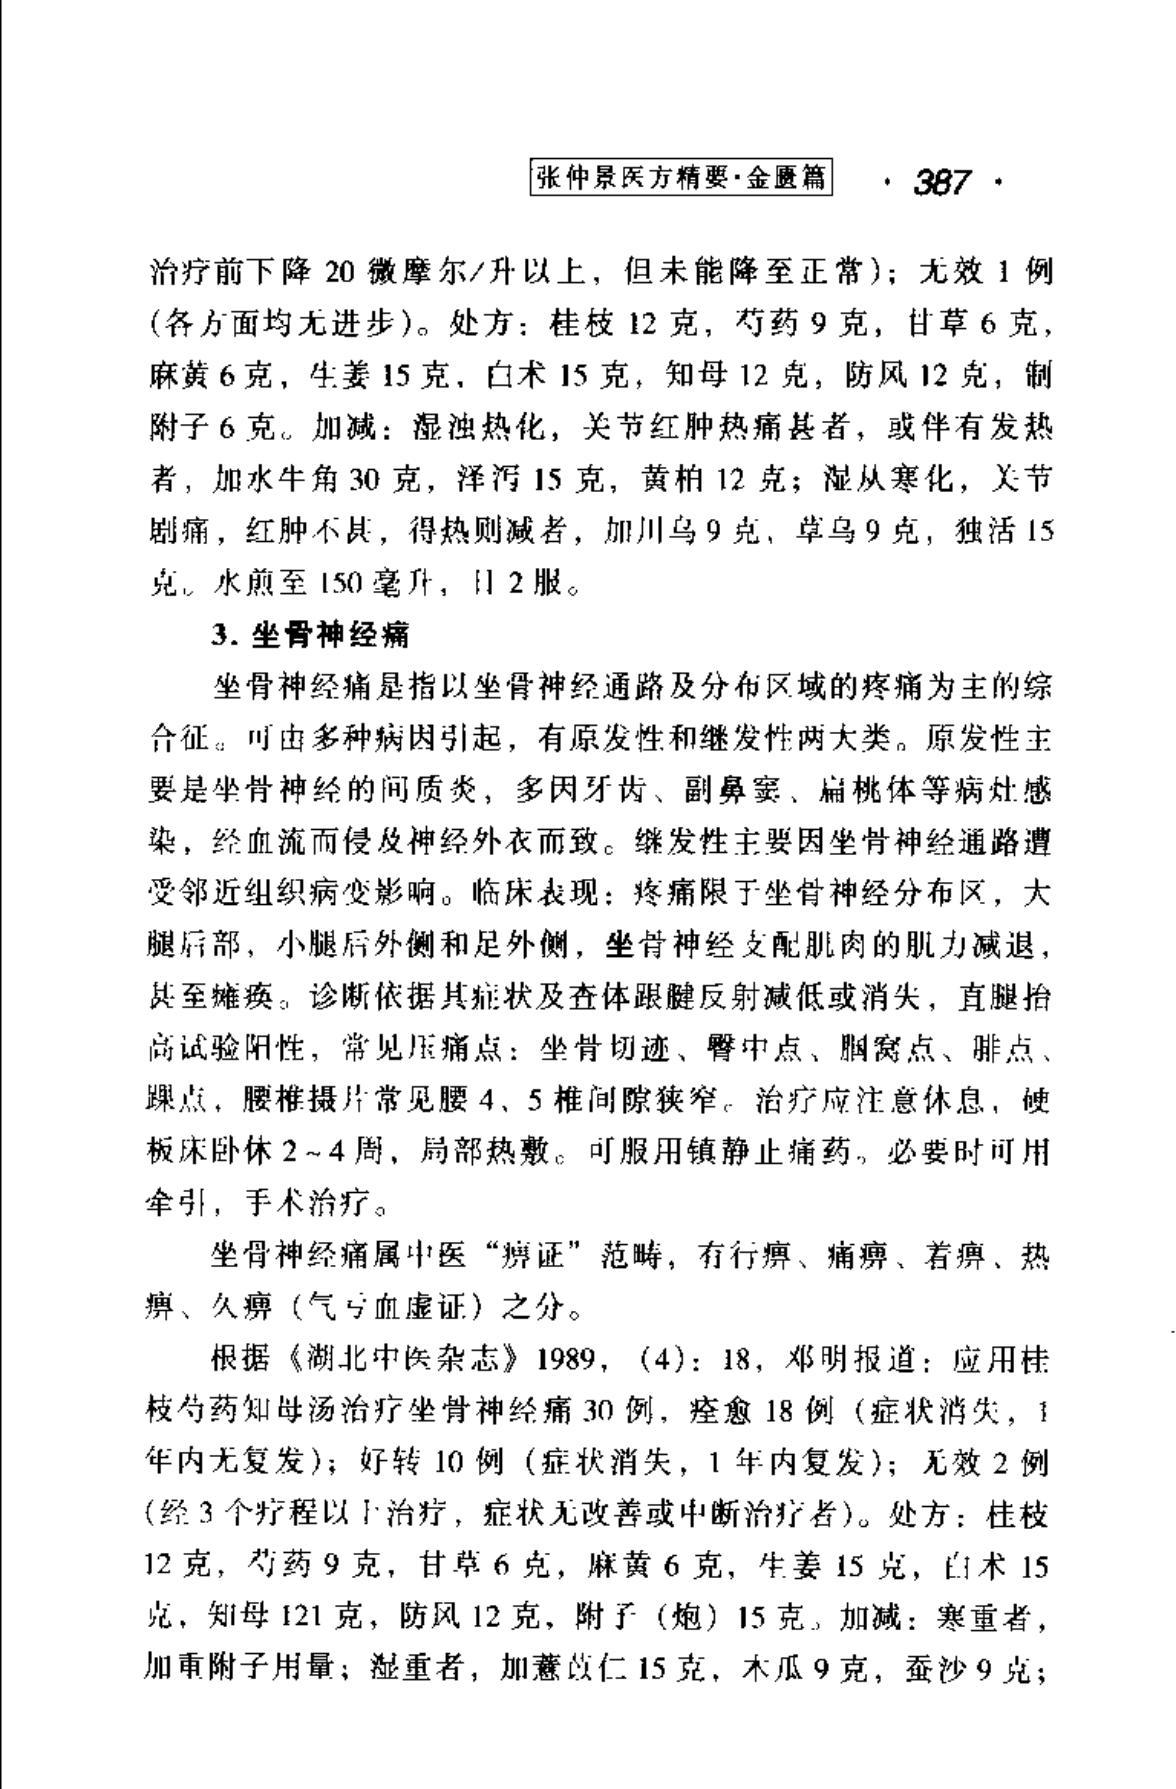 张仲景医方精要·金匮篇 · 387 ·
治疗前下降 20 微摩尔/升以上，但未能降至正常)；无效 1 例
(各方面均无进步)。处方：桂枝 12 克，芍药 9 克，甘草 6 克，
麻黄 6 克，生姜 15 克，白术 15 克，知母 12 克，防风 12 克，制
附子 6 克。加减：湿浊热化，关节红肿热痛甚者，或伴有发热
者，加水牛角 30 克，泽泻 15 克，黄柏 12 克；湿从寒化，关节
剧痛，红肿不甚，得热则减者，加川乌 9 克，草乌 9 克，独活 15
克。水煎至 150 毫升，日 2 服。
3. 坐骨神经痛
坐骨神经痛是指以坐骨神经通路及分布区域的疼痛为主的综
合征。可由多种病因引起，有原发性和继发性两大类。原发性主
要是坐骨神经的间质炎，多因牙齿、副鼻窦、扁桃体等病灶感
染，经血流而侵及神经外衣而致。继发性主要因坐骨神经通路遭
受邻近组织病变影响。临床表现：疼痛限于坐骨神经分布区，大
腿后部，小腿后外侧和足外侧，坐骨神经支配肌肉的肌力减退，
甚至瘫痪。诊断依据其症状及查体跟腱反射减低或消失，直腿抬
高试验阳性，常见压痛点：坐骨切迹、臀中点、腘窝点、腓点、
踝点，腰椎摄片常见腰 4、5 椎间隙狭窄。治疗应注意休息，硬
板床卧休 2～4 周，局部热敷。可服用镇静止痛药。必要时可用
牵引，手术治疗。
坐骨神经痛属中医“痹证”范畴，有行痹、痛痹、着痹、热
痹、久痹（气亏血虚证）之分。
根据《湖北中医杂志》1989，(4)：18，邓明报道：应用桂
枝芍药知母汤治疗坐骨神经痛 30 例，痊愈 18 例（症状消失，1
年内无复发)；好转 10 例（症状消失，1 年内复发)；无效 2 例
(经 3 个疗程以上治疗，症状无改善或中断治疗者)。处方：桂枝
12 克，芍药 9 克，甘草 6 克，麻黄 6 克，生姜 15 克，白术 15
克，知母 121 克，防风 12 克，附子（炮）15 克。加减：寒重者，
加重附子用量；湿重者，加薏苡仁 15 克，木瓜 9 克，蚕沙 9 克；